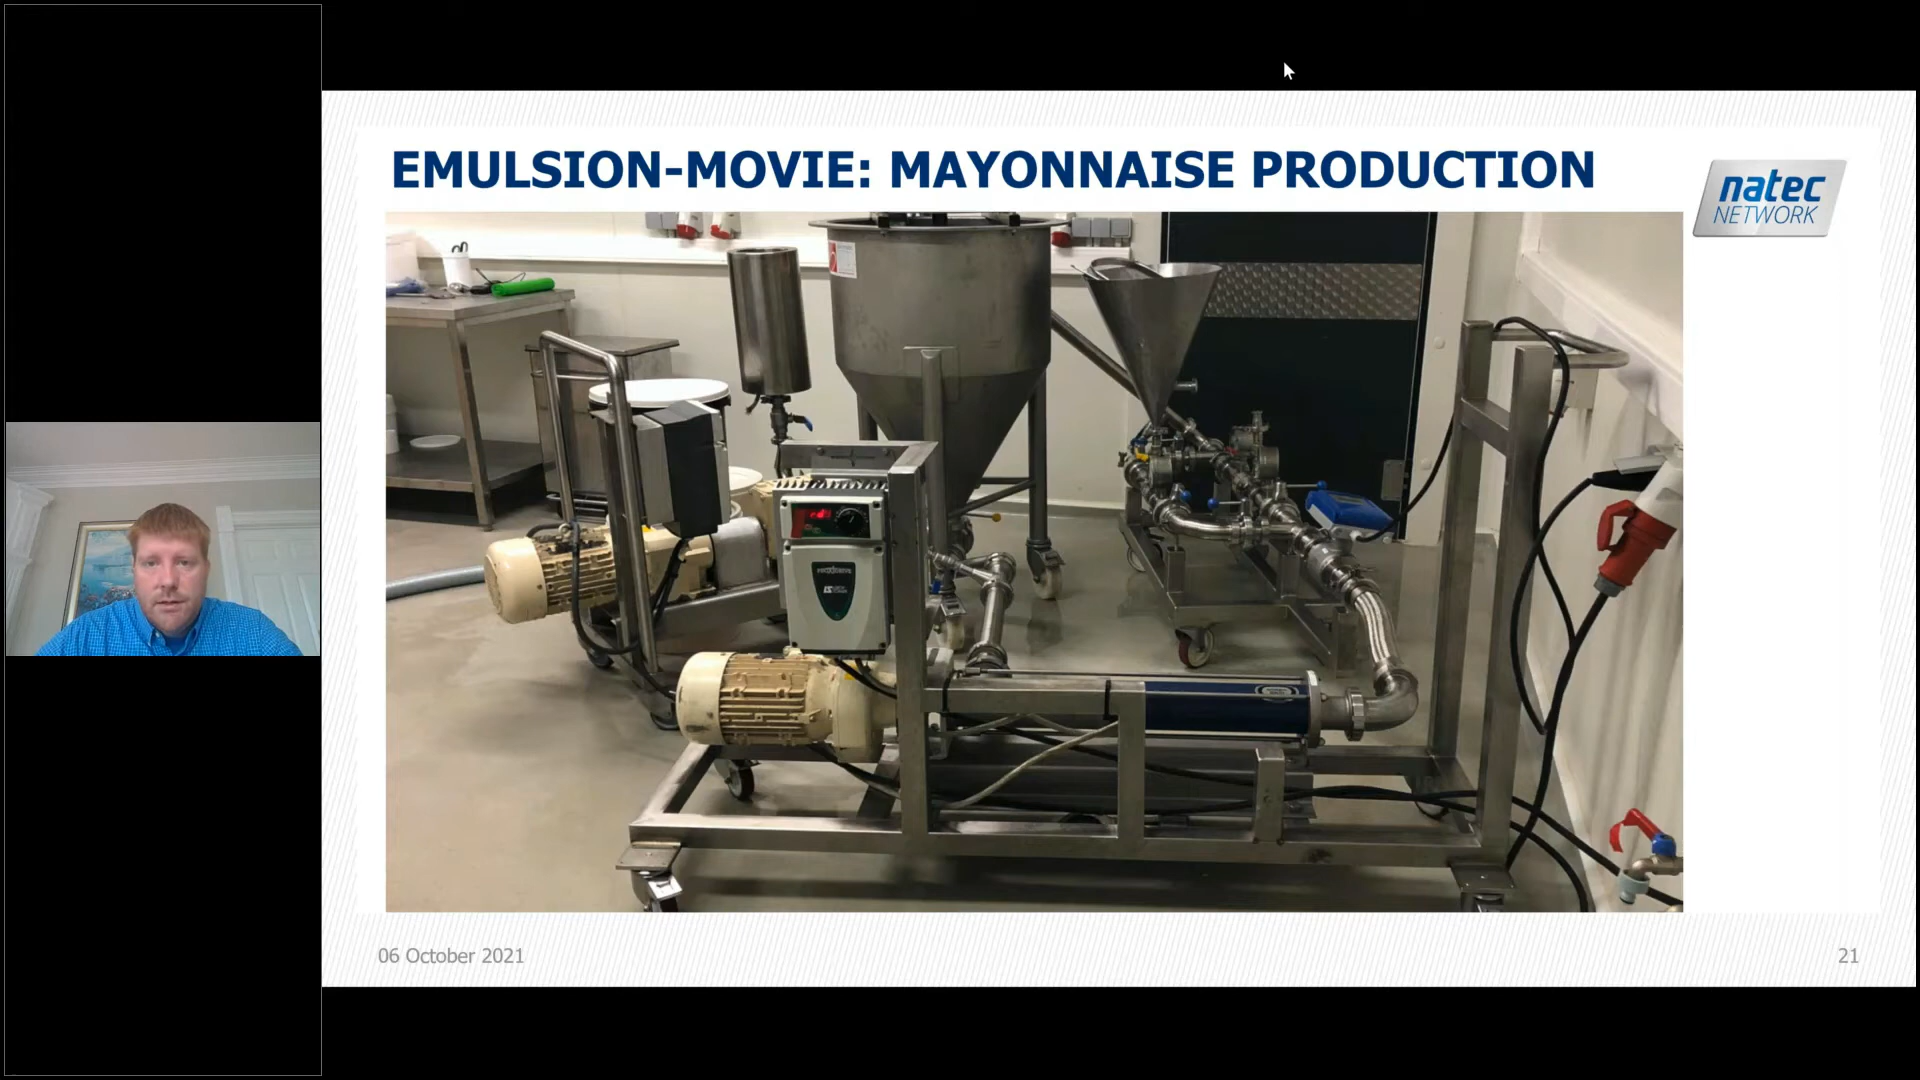 EMULSION-MOVIE: MAYONNAISE PRODUCTION
natec
NETWORK
06 October 2021
21